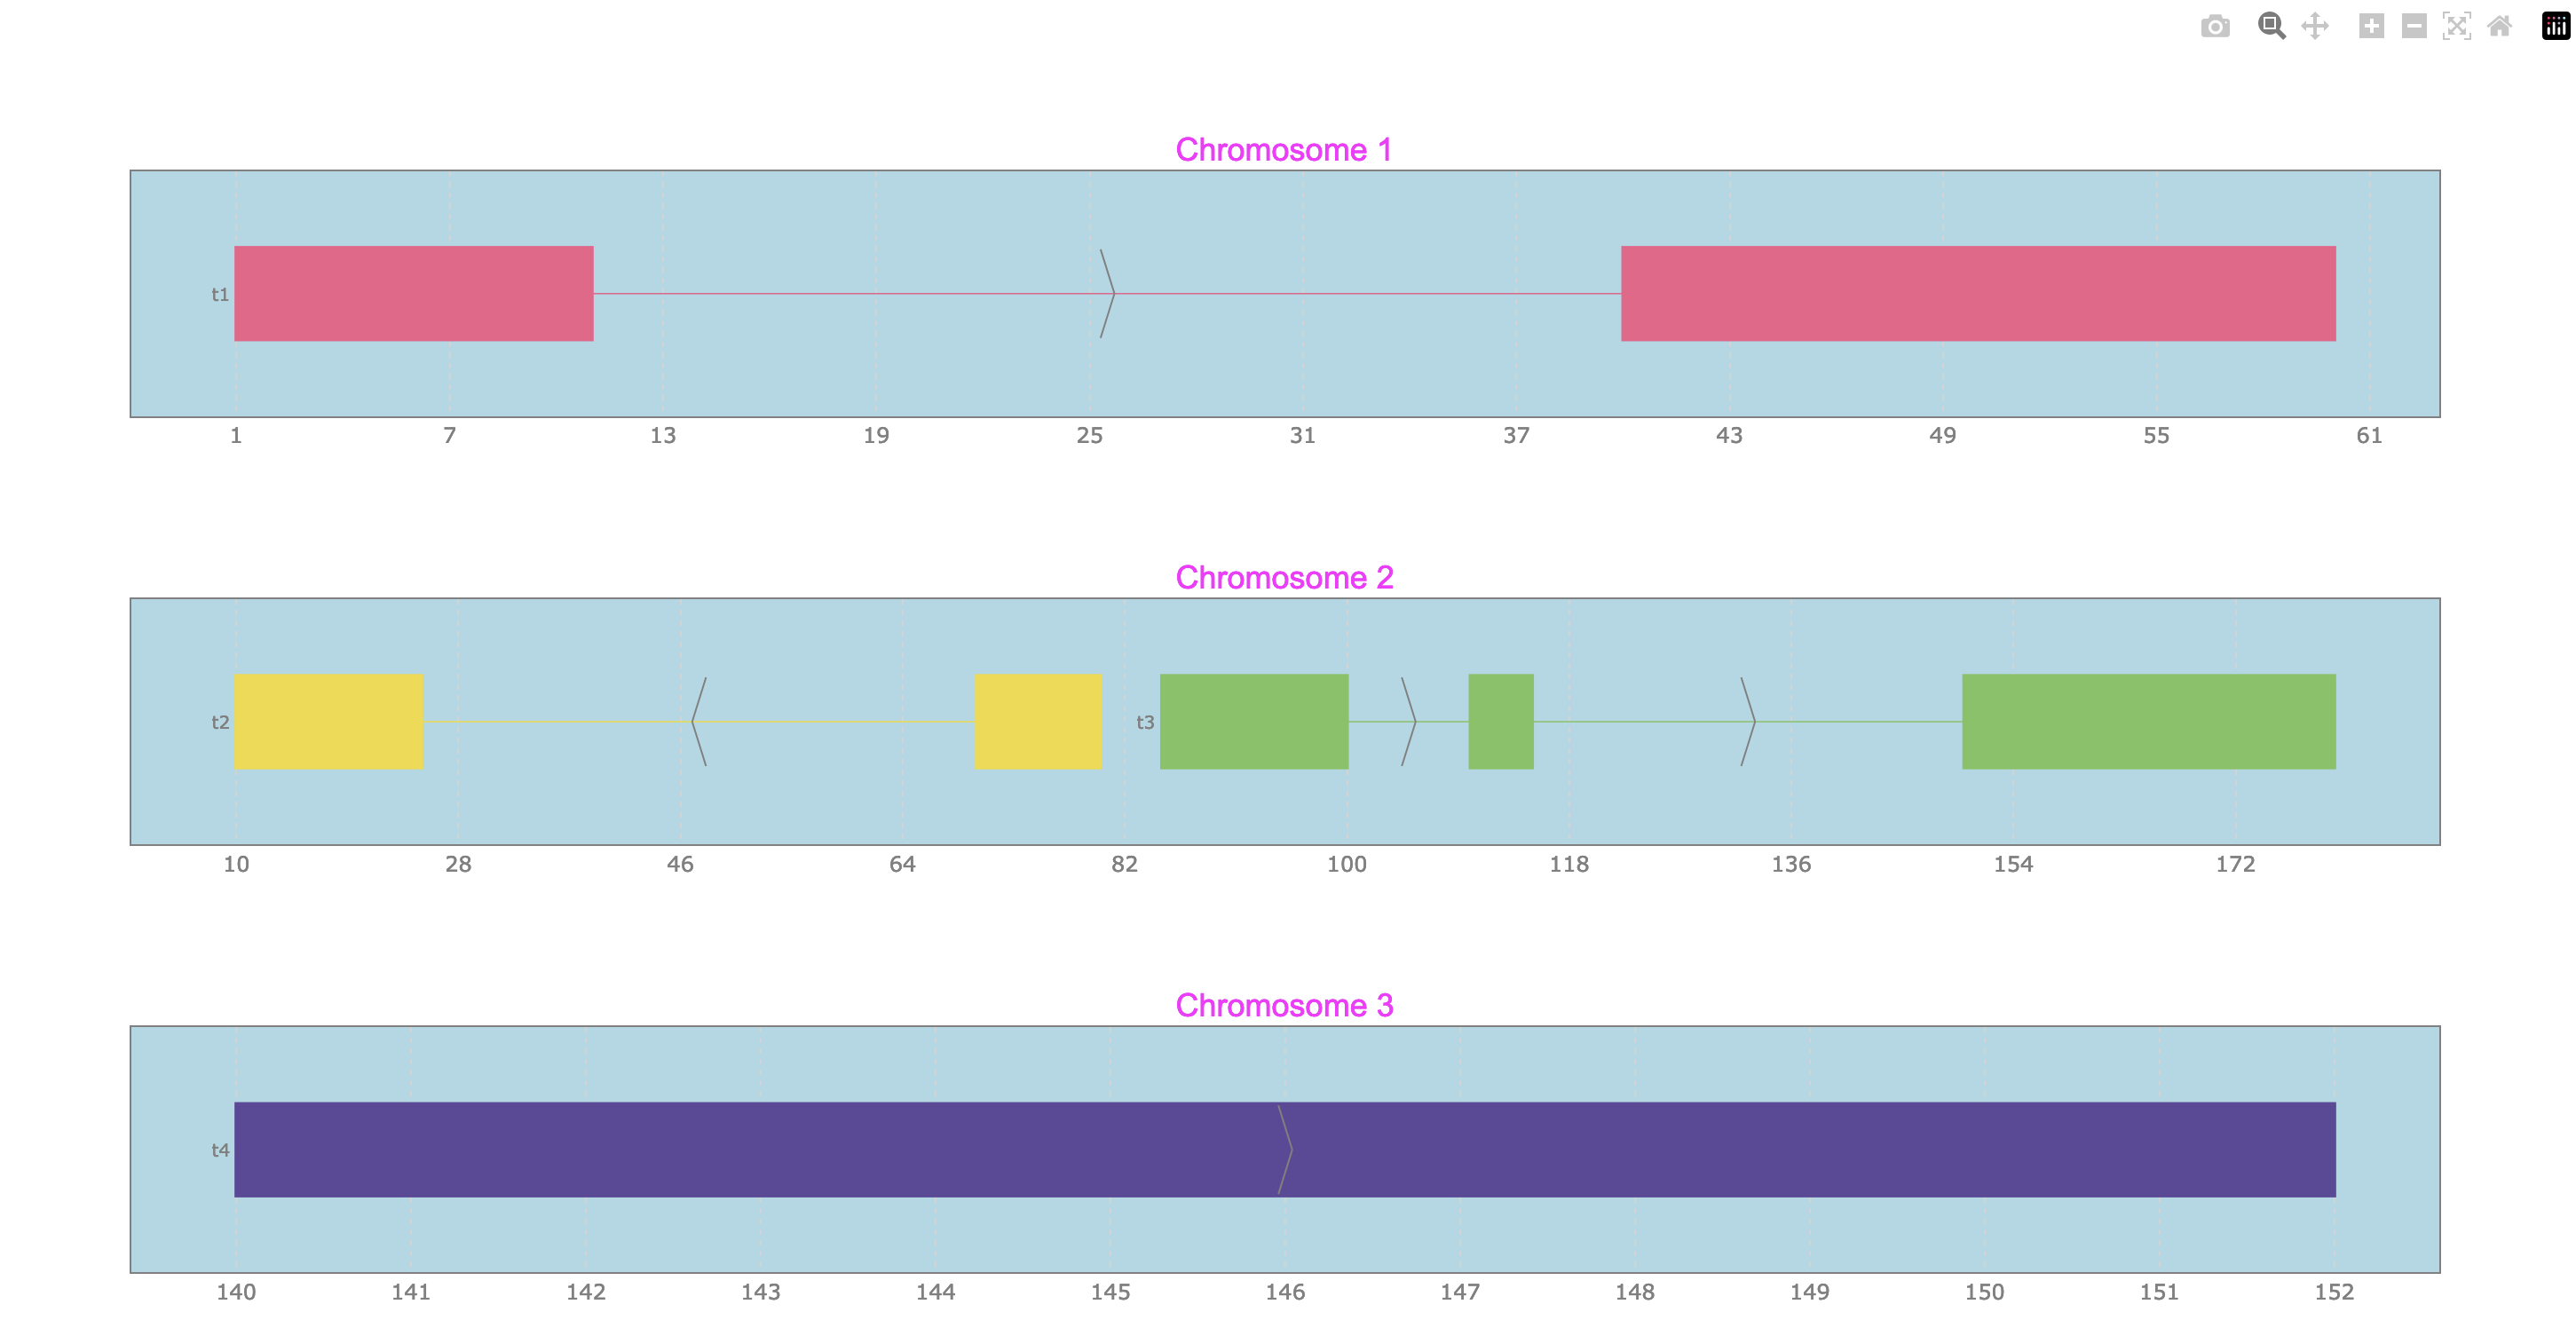 Chromosome 1
t1
1 7 13 19 25 31 37 43 49 55 61
Chromosome 2
t2 t3
10 28 46 64 82 100 118 136 154 172
Chromosome 3
t4
140 141 142 143 144 145 146 147 148 149 150 151 152